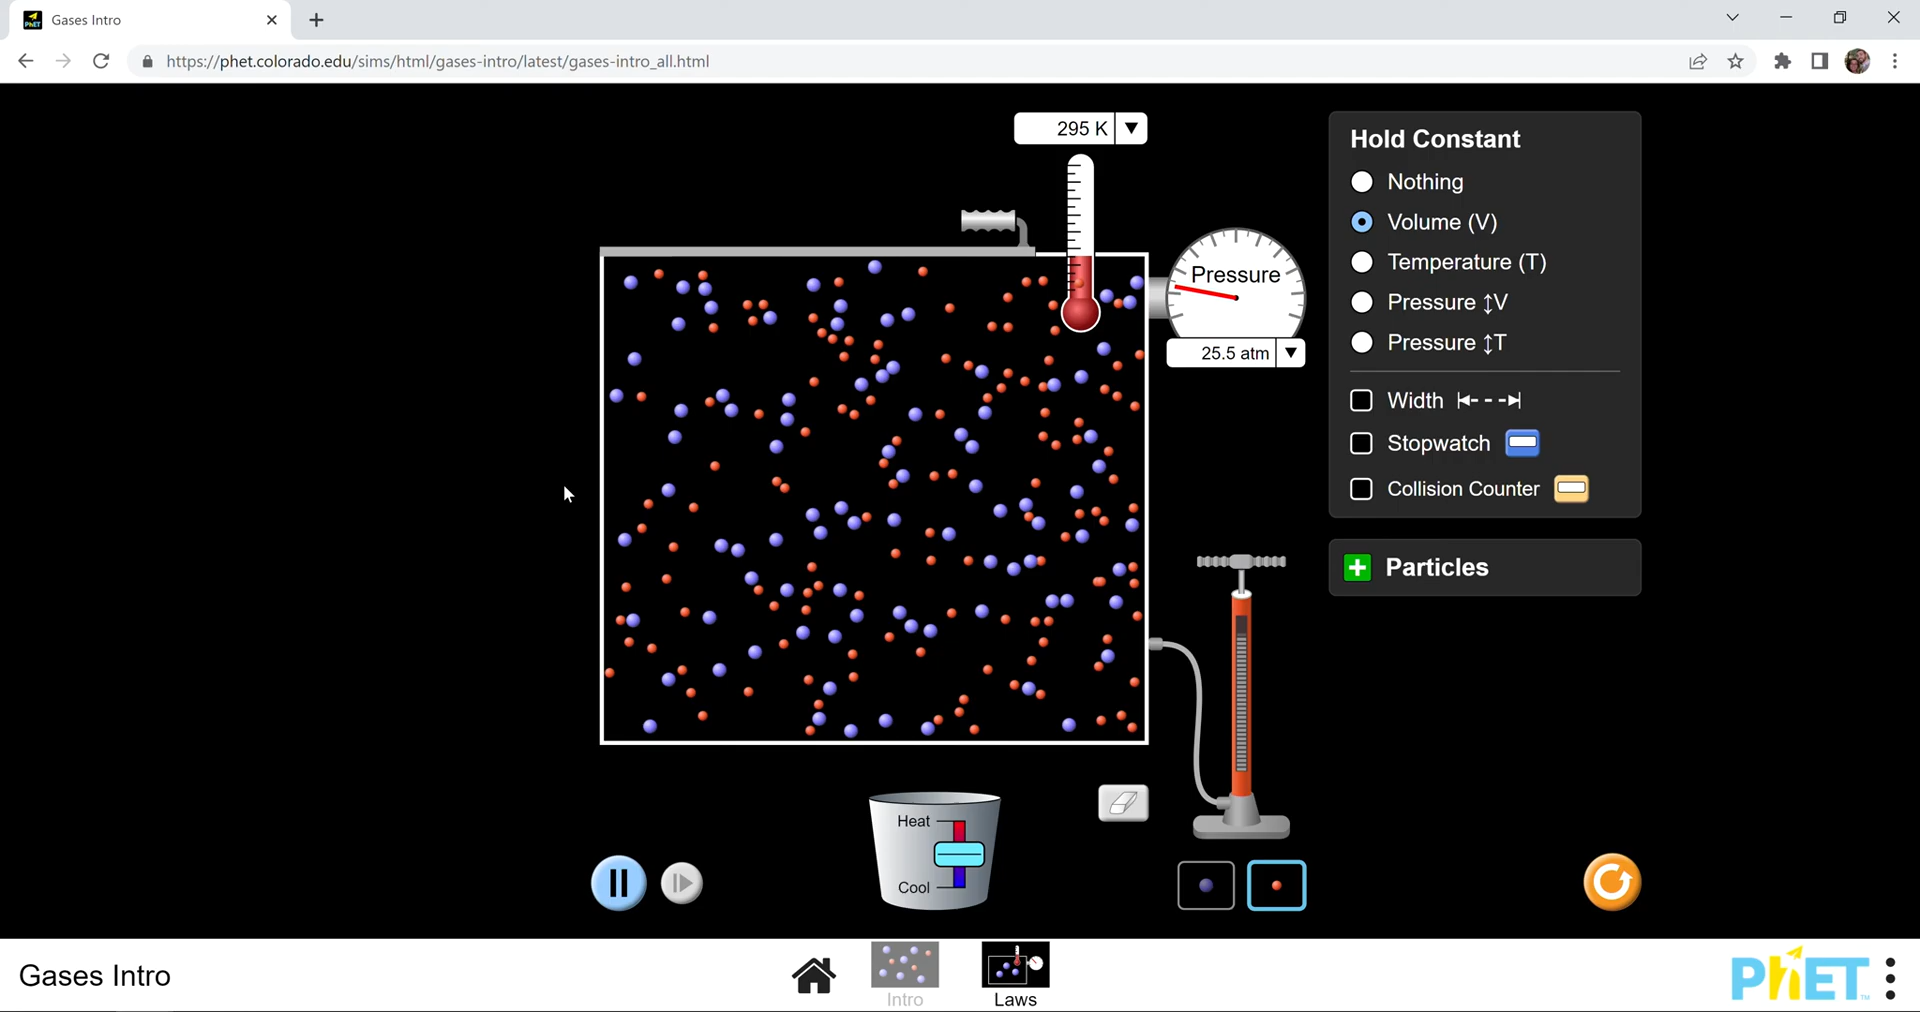 Gases Intro
https://phet.colorado.edu/sims/html/gases-intro/latest/gases-intro_all.html
295 K
Pressure
25.5 atm
Hold Constant
Nothing
Volume (V)
Temperature (T)
Pressure ↕V
Pressure ↕T
Width
Stopwatch
Collision Counter
Particles
Heat
Cool
Gases Intro
Intro
Laws
PhET